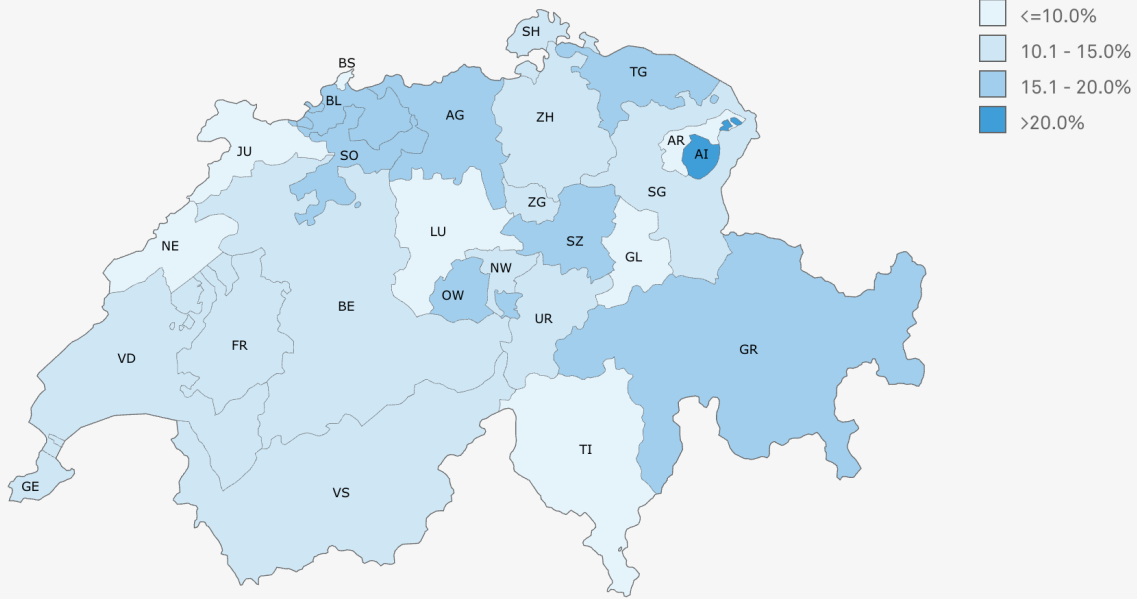 <=10.0%
10.1 - 15.0%
15.1 - 20.0%
>20.0%
SH
BS
TG
BL
AG
ZH
AR
JU
SO
AI
ZG
SG
LU
NE
SZ
GL
NW
OW
BE
UR
FR
GR
VD
TI
GE
VS